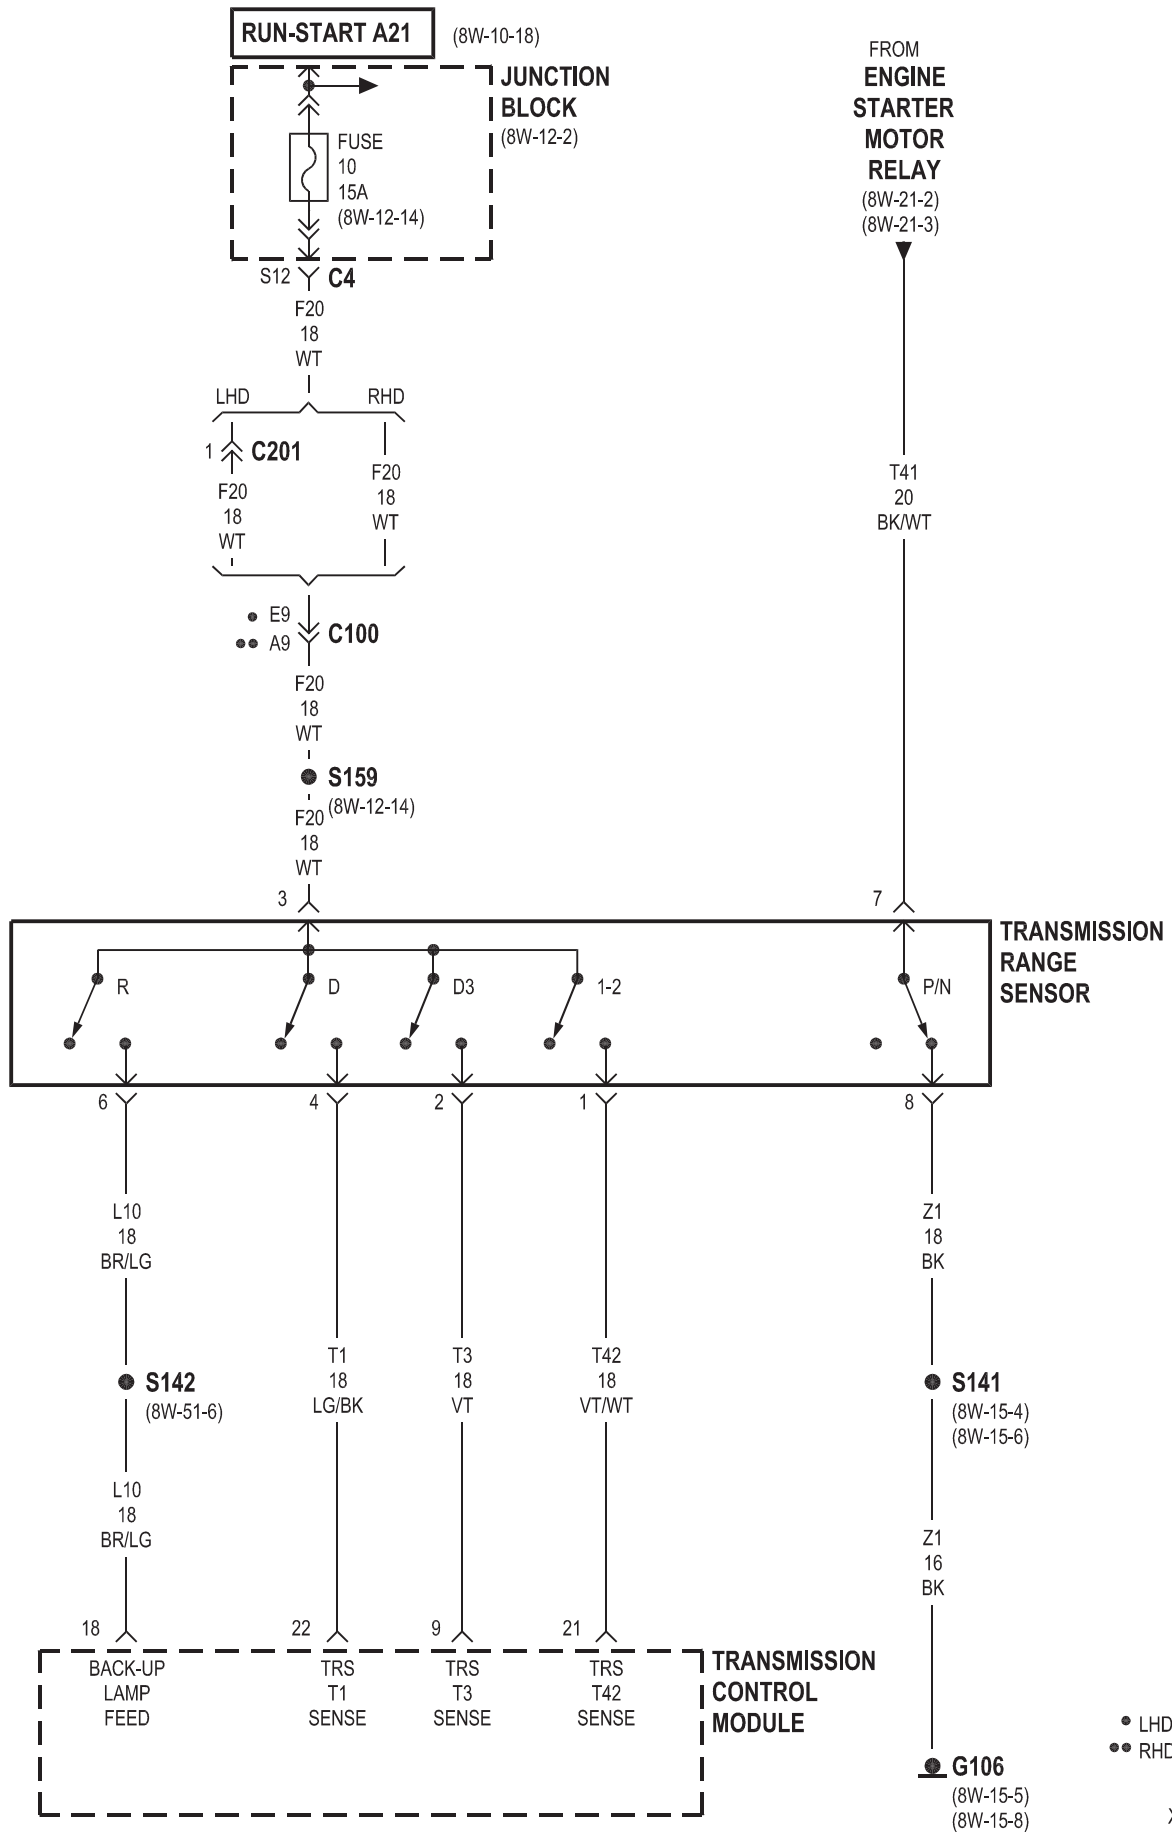 RUN-START A21
(8W-10-18)
JUNCTION
BLOCK
(8W-12-2)
FUSE
10
15A
(8W-12-14)
S12
C4
F20
18
WT
LHD
RHD
1
C201
F20
18
WT
F20
18
WT
E9
A9
C100
F20
18
WT
S159
(8W-12-14)
F20
18
WT
3
FROM
ENGINE
STARTER
MOTOR
RELAY
(8W-21-2)
(8W-21-3)
T41
20
BK/WT
7
TRANSMISSION
RANGE
SENSOR
R
D
D3
1-2
P/N
6
4
2
1
8
L10
18
BR/LG
S142
(8W-51-6)
L10
18
BR/LG
T1
18
LG/BK
T3
18
VT
T42
18
VT/WT
Z1
18
BK
S141
(8W-15-4)
(8W-15-6)
Z1
16
BK
18
22
9
21
BACK-UP
LAMP
FEED
TRS
T1
SENSE
TRS
T3
SENSE
TRS
T42
SENSE
TRANSMISSION
CONTROL
MODULE
G106
(8W-15-5)
(8W-15-8)
LHD
RHD